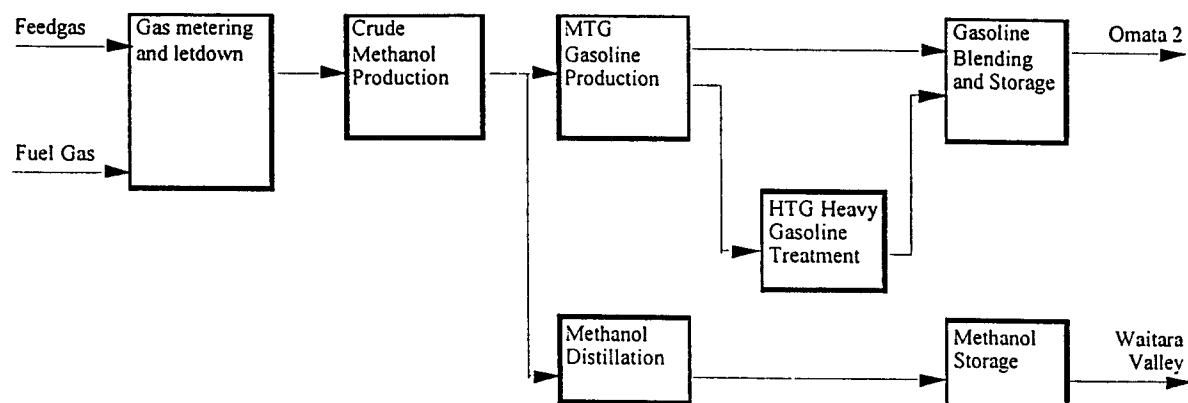 Feedgas
Fuel Gas
Gas metering
and letdown
Crude
Methanol
Production
MTG
Gasoline
Production
HTG Heavy
Gasoline
Treatment
Gasoline
Blending
and Storage
Omata 2
Methanol
Distillation
Methanol
Storage
Waitara
Valley